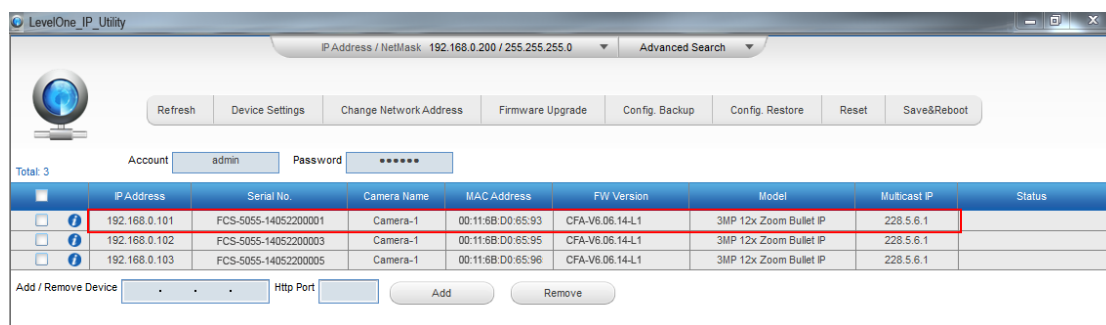 LevelOne_IP_Utility
IP Address / NetMask 192.168.0.200 / 255.255.255.0 Advanced Search
Refresh Device Settings Change Network Address Firmware Upgrade Config. Backup Config. Restore Reset Save&Reboot
Account admin Password ●●●●●●
Total: 3
IP Address Serial No. Camera Name MAC Address FW Version Model Multicast IP Status
192.168.0.101 FCS-5055-14052200001 Camera-1 00:11:6B:D0:65:93 CFA-V6.06.14-L1 3MP 12x Zoom Bullet IP 228.5.6.1
192.168.0.102 FCS-5055-14052200003 Camera-1 00:11:6B:D0:65:95 CFA-V6.06.14-L1 3MP 12x Zoom Bullet IP 228.5.6.1
192.168.0.103 FCS-5055-14052200005 Camera-1 00:11:6B:D0:65:96 CFA-V6.06.14-L1 3MP 12x Zoom Bullet IP 228.5.6.1
Add / Remove Device . . . Http Port Add Remove